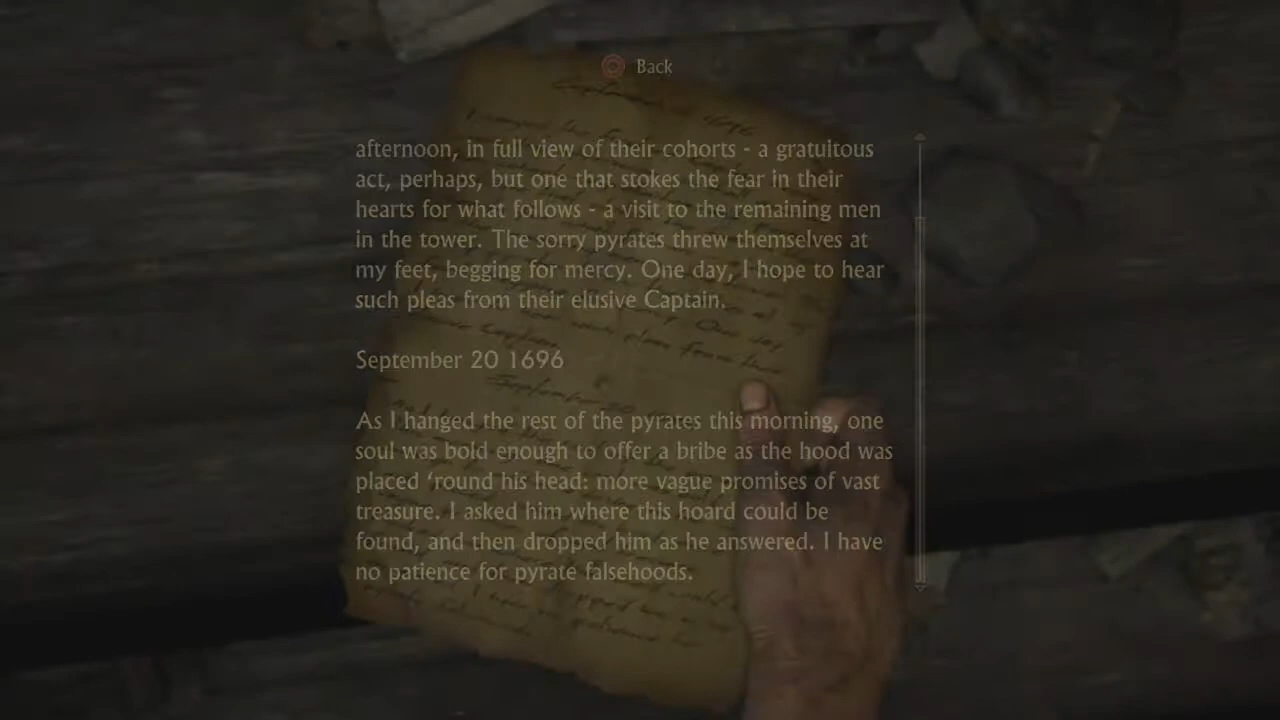 Back
afternoon, in full view of their cohorts - a gratuitous
act, perhaps, but one that stokes the fear in their
hearts for what follows - a visit to the remaining men
in the tower. The sorry pyrates threw themselves at
my feet, begging for mercy. One day, I hope to hear
such pleas from their elusive Captain.
September 20 1696
As I hanged the rest of the pyrates this morning, one
soul was bold enough to offer a bribe as the hood was
placed ‘round his head: more vague promises of vast
treasure. I asked him where this hoard could be
found, and then dropped him as he answered. I have
no patience for pyrate falsehoods.